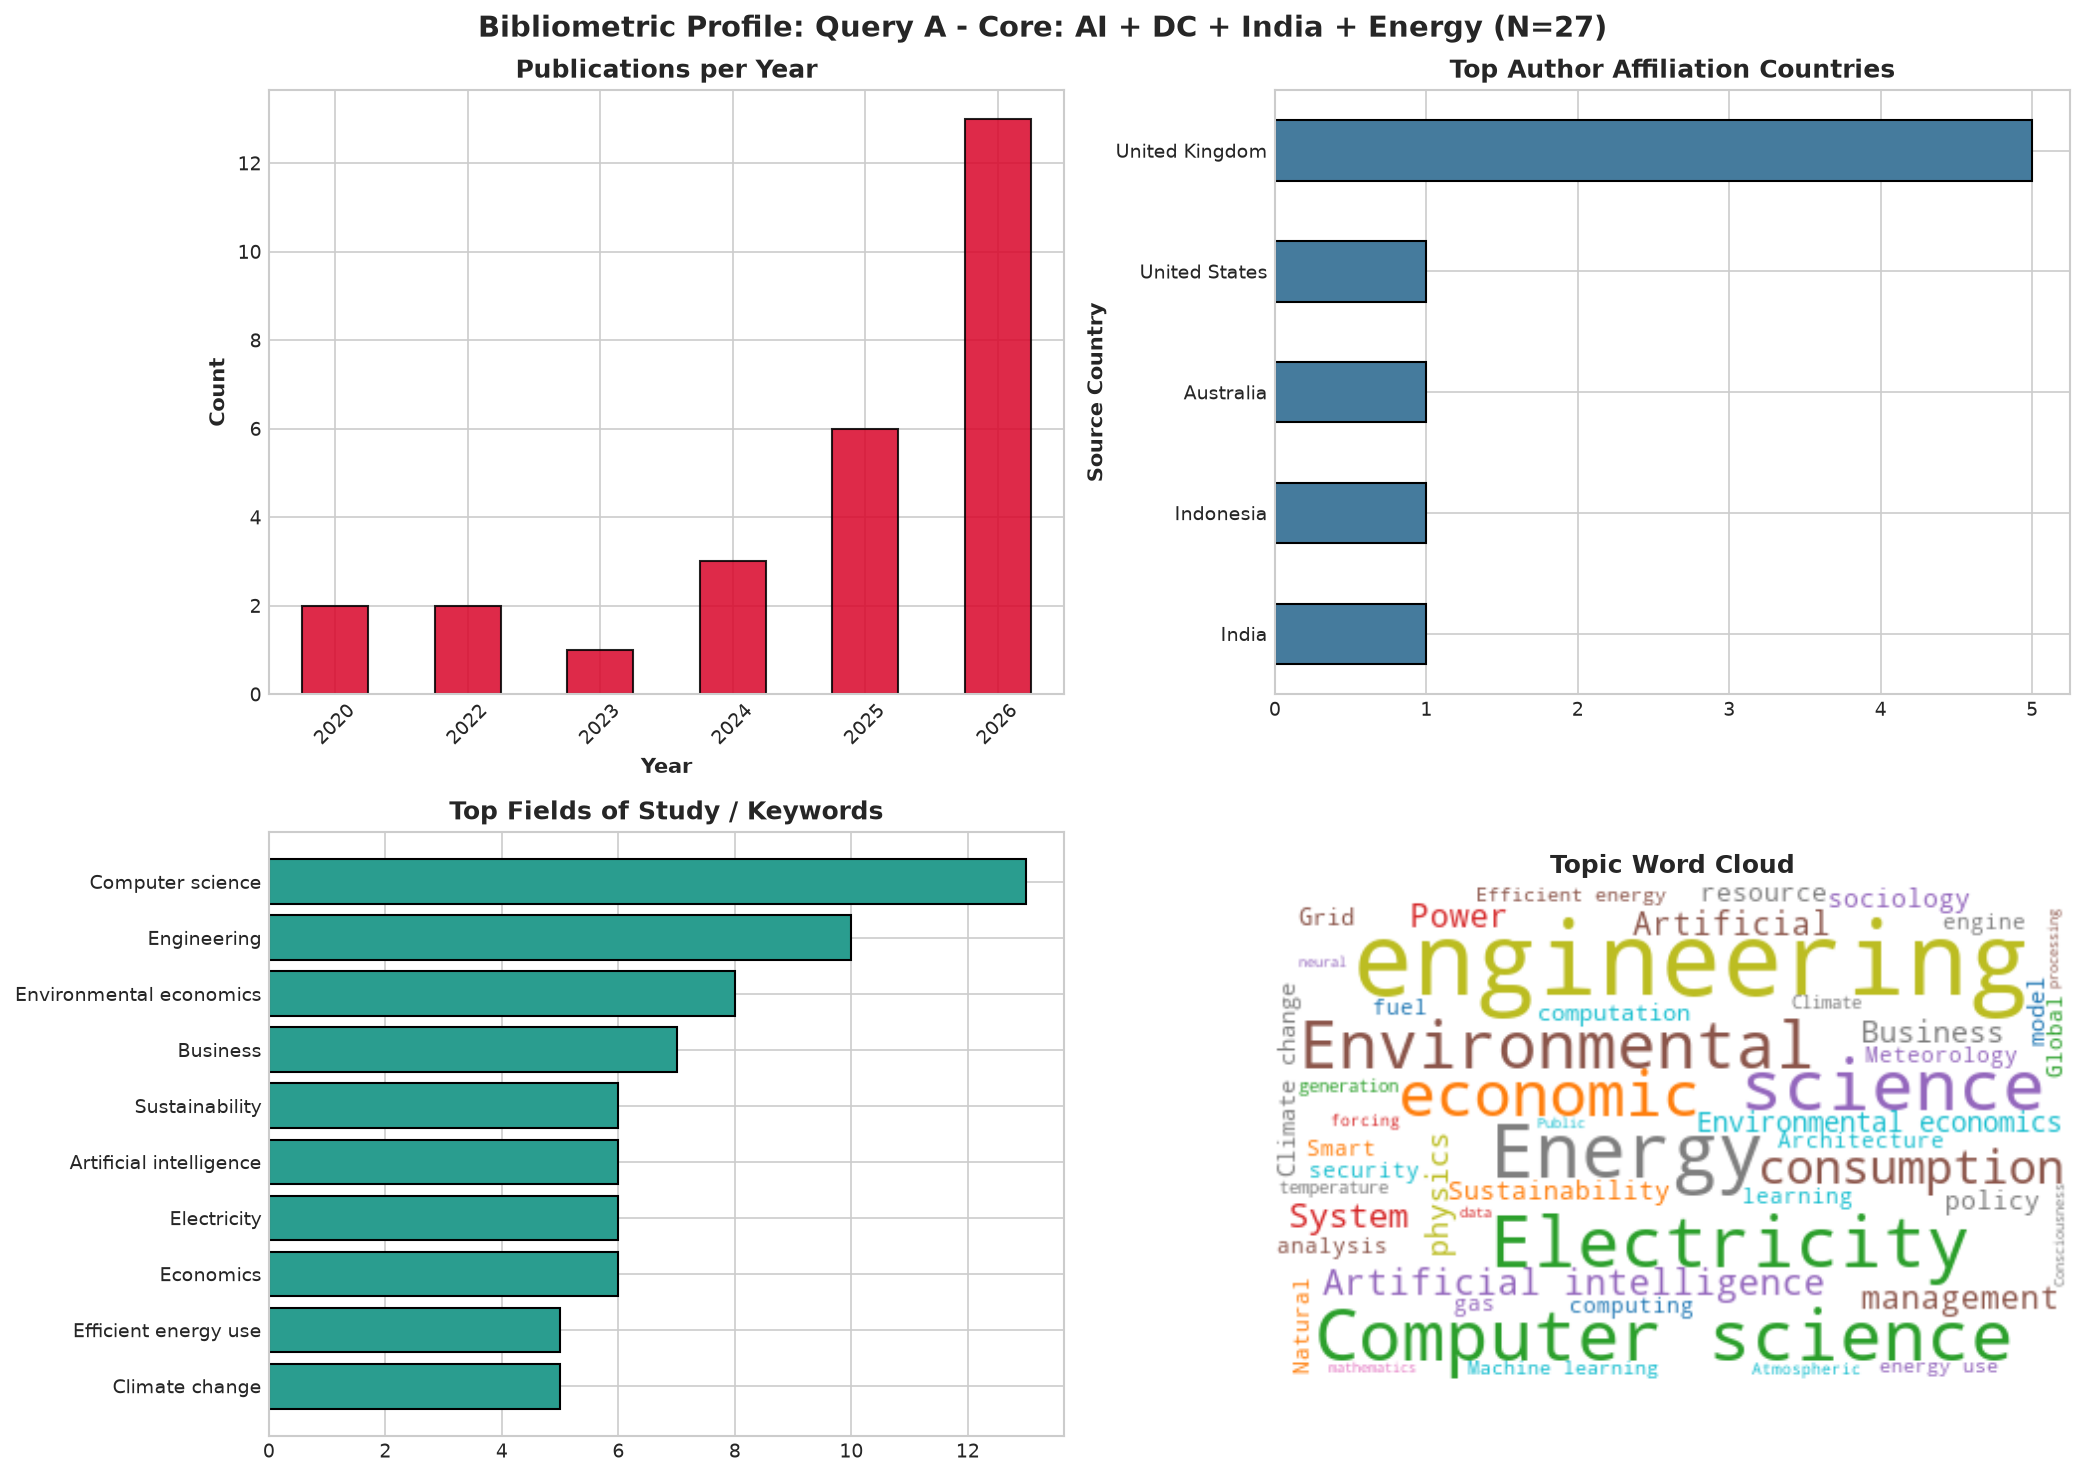 Bibliometric Profile: Query A - Core: AI + DC + India + Energy (N=27)
Publications per Year
Count
12
10
8
6
4
2
0
2020
2022
2023
2024
2025
2026
Year
Top Author Affiliation Countries
Source Country
United Kingdom
United States
Australia
Indonesia
India
0
1
2
3
4
5
Top Fields of Study / Keywords
Computer science
Engineering
Environmental economics
Business
Sustainability
Artificial intelligence
Electricity
Economics
Efficient energy use
Climate change
0
2
4
6
8
10
12
Topic Word Cloud
Efficient energy
resource
sociology
Grid
Power
Artificial
engine
processing
neural
engineering
model
fuel
computation
Climate
Global
Climate change
Environmental
Business
Meteorology
generation
economic
science
forcing
Public
Environmental economics
Smart
Energy
Architecture
security
physics
consumption
temperature
Sustainability
learning
policy
System
data
Electricity
Consciousness
analysis
Artificial intelligence
Natural
gas
computing
management
Computer science
mathematics
Machine learning
Atmospheric
energy use